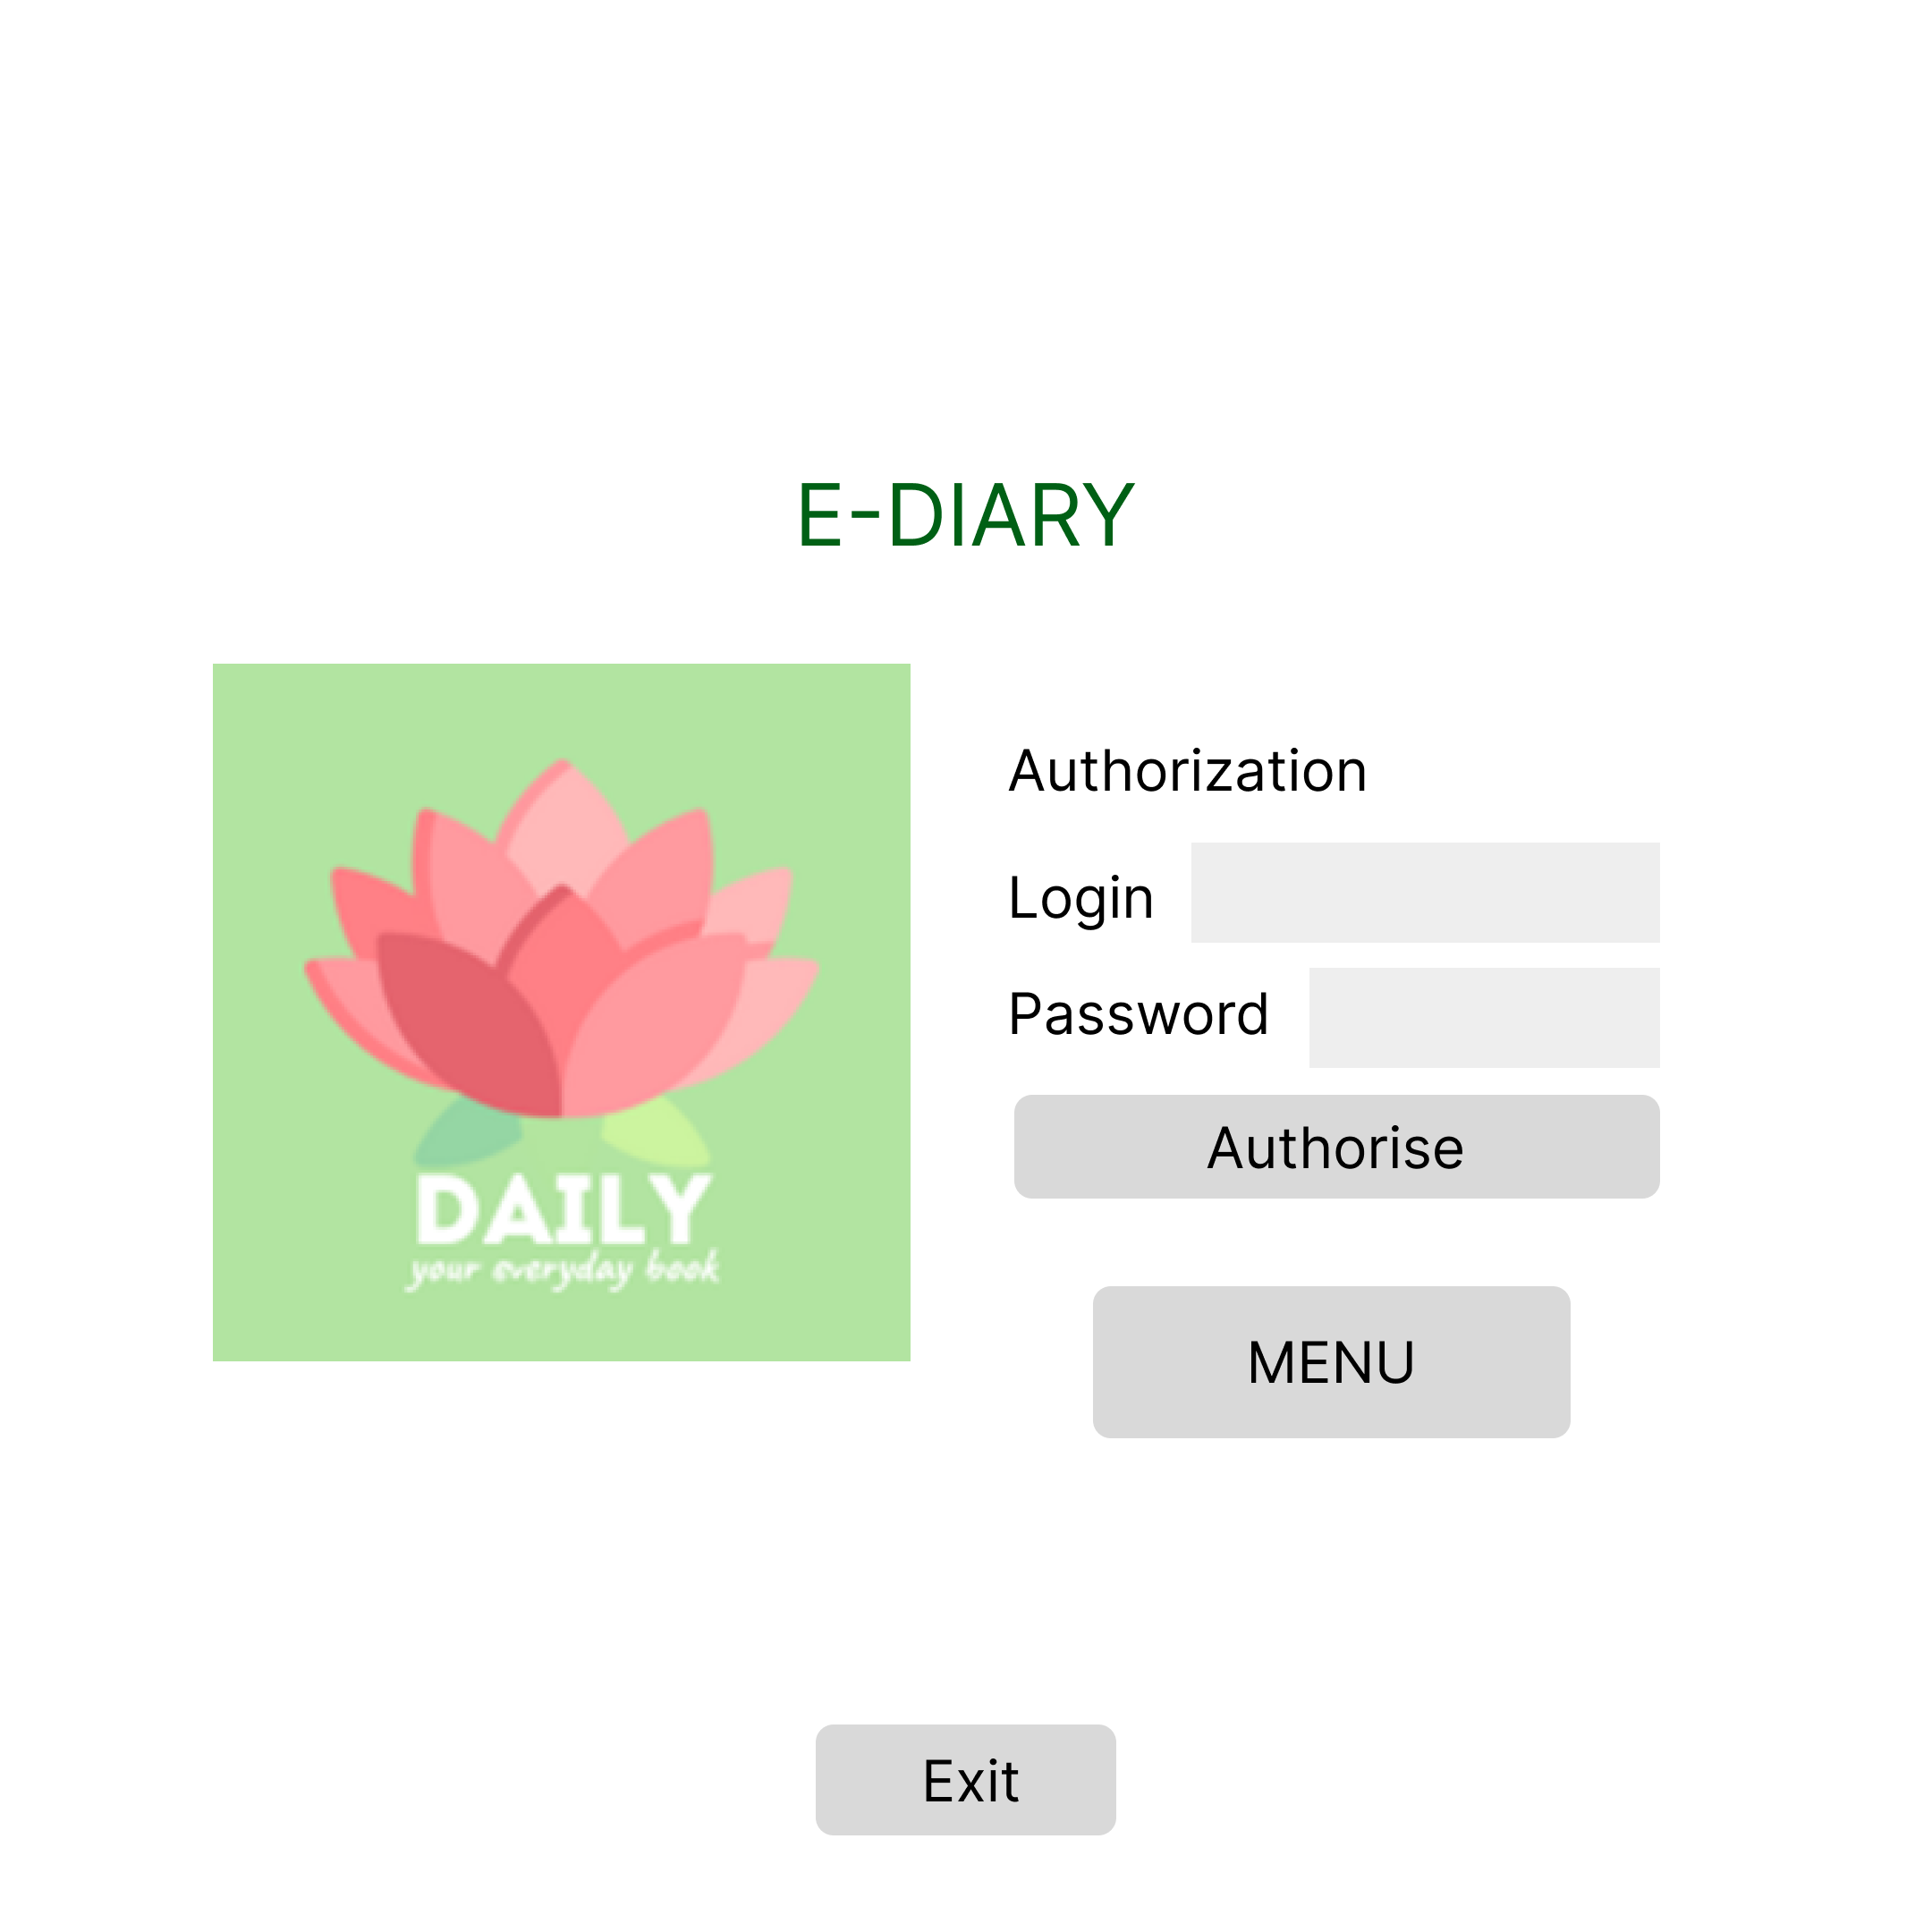 E-DIARY
DAILY
your everyday book
Authorization
Login
Password
Authorise
MENU
Exit